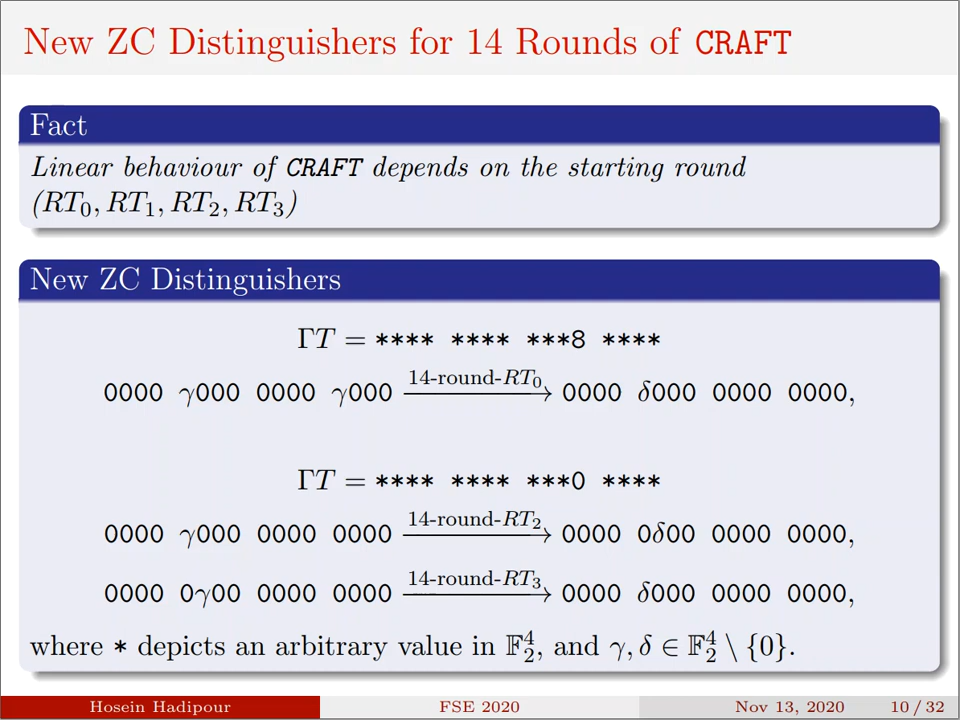 New ZC Distinguishers for 14 Rounds of CRAFT
Fact
Linear behaviour of CRAFT depends on the starting round
(RT₀, RT₁, RT₂, RT₃)
New ZC Distinguishers
ΓT = **** **** ***8 ****
14-round-RT₀
0000 γ000 0000 γ000 ⟶ 0000 δ000 0000 0000,
ΓT = **** **** ***0 ****
14-round-RT₂
0000 γ000 0000 0000 ⟶ 0000 0δ00 0000 0000,
14-round-RT₃
0000 0γ00 0000 0000 ⟶ 0000 δ000 0000 0000,
where * depicts an arbitrary value in 𝔽₂⁴, and γ, δ ∈ 𝔽₂⁴ \ {0}.
Hosein Hadipour FSE 2020 Nov 13, 2020 10 / 32